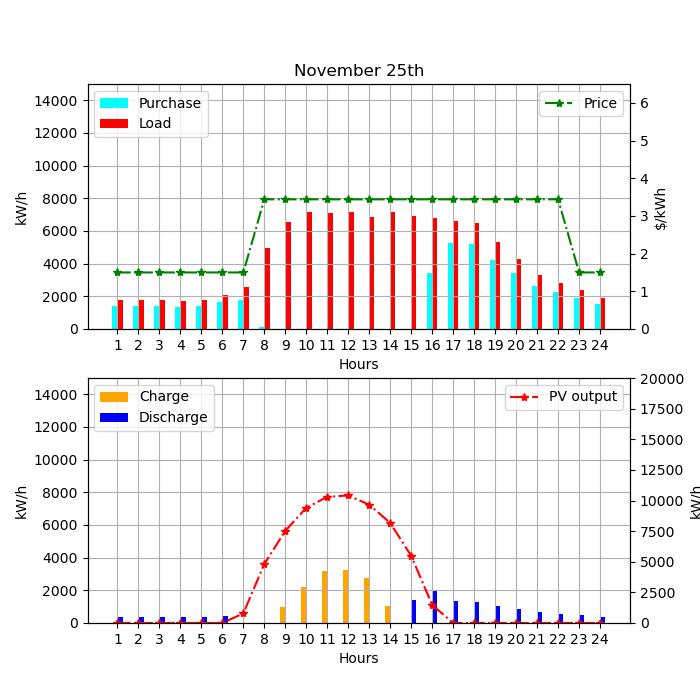 November 25th
14000
12000
10000
8000
6000
4000
2000
0
kW/h
Purchase
Load
Price
6
5
4
3
2
1
0
$/kWh
1 2 3 4 5 6 7 8 9 10 11 12 13 14 15 16 17 18 19 20 21 22 23 24
Hours
14000
12000
10000
8000
6000
4000
2000
0
kW/h
Charge
Discharge
PV output
20000
17500
15000
12500
10000
7500
5000
2500
0
kW/h
1 2 3 4 5 6 7 8 9 10 11 12 13 14 15 16 17 18 19 20 21 22 23 24
Hours